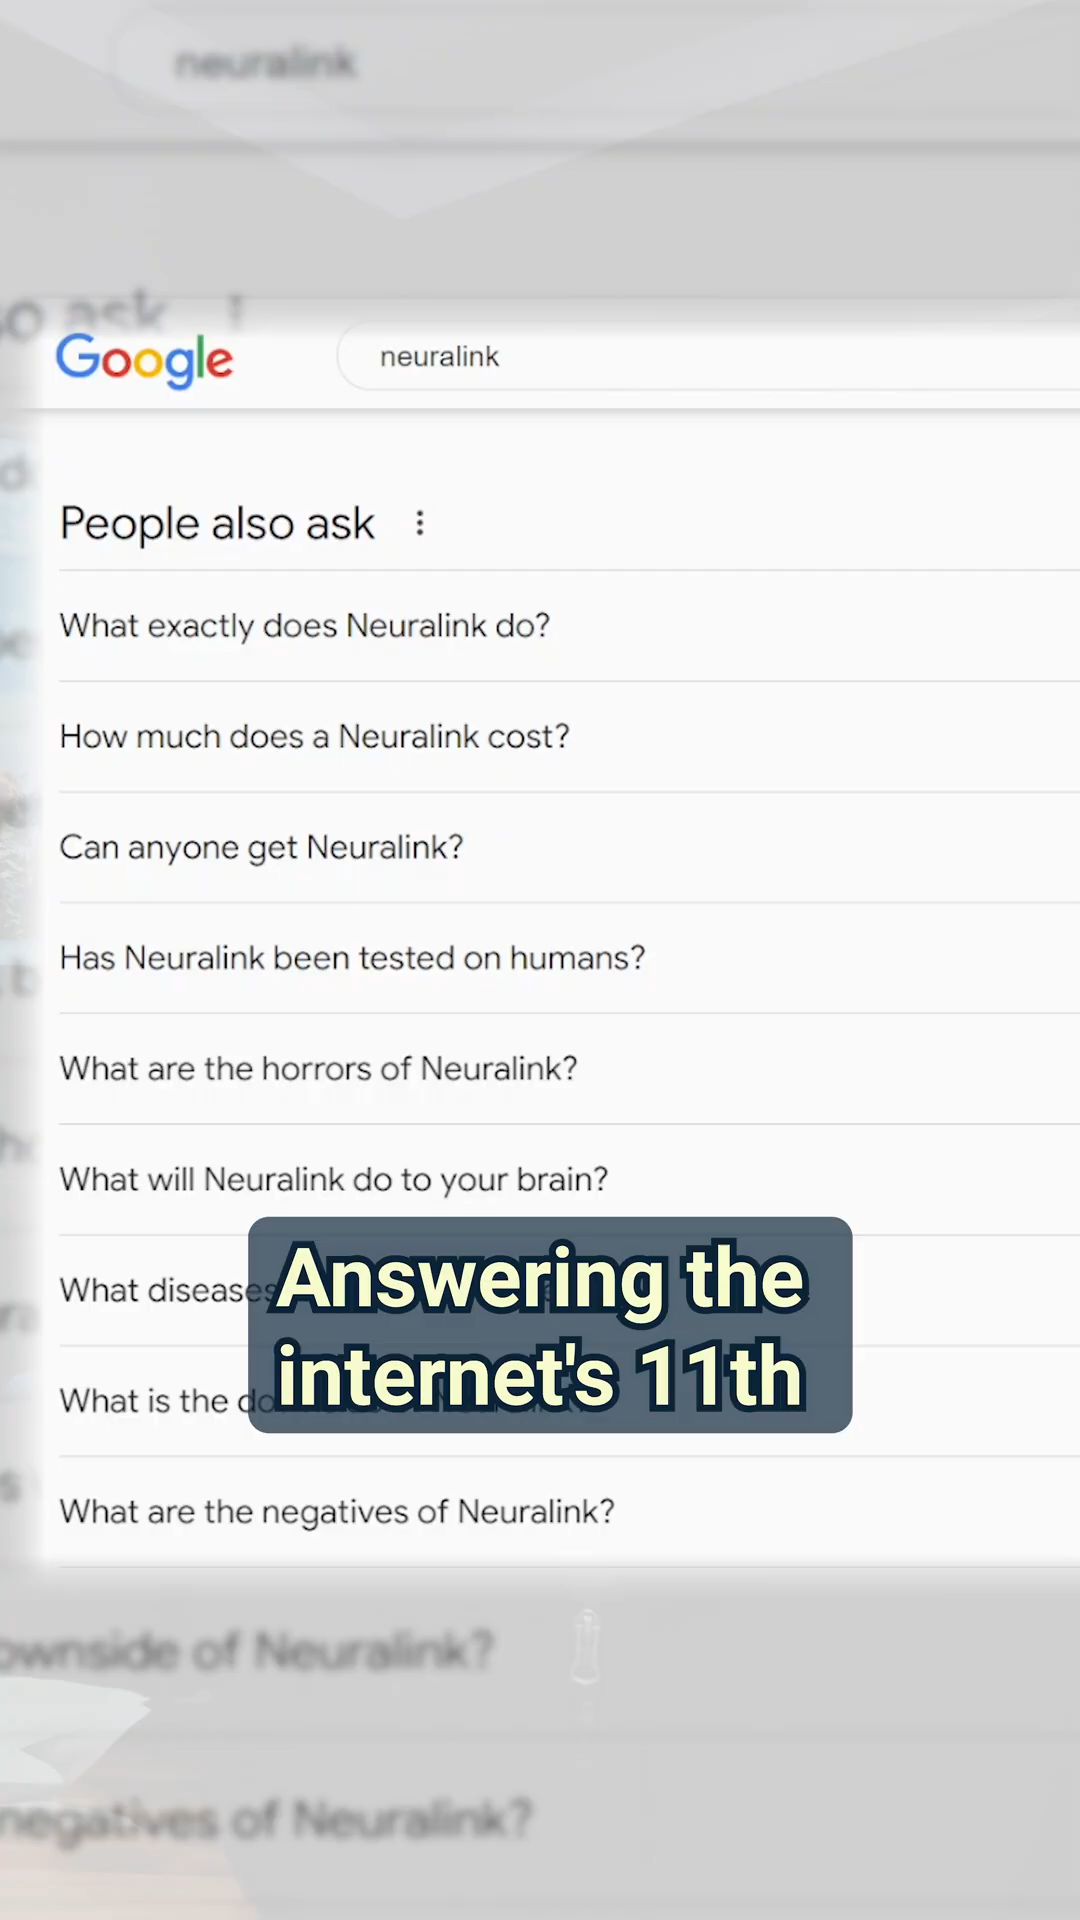 neuralink
so ask
Google
neuralink
People also ask
What exactly does Neuralink do?
How much does a Neuralink cost?
Can anyone get Neuralink?
Has Neuralink been tested on humans?
What are the horrors of Neuralink?
What will Neuralink do to your brain?
What diseases
Answering the
internet's 11th
What is the
What are the negatives of Neuralink?
ownside of Neuralink?
negatives of Neuralink?